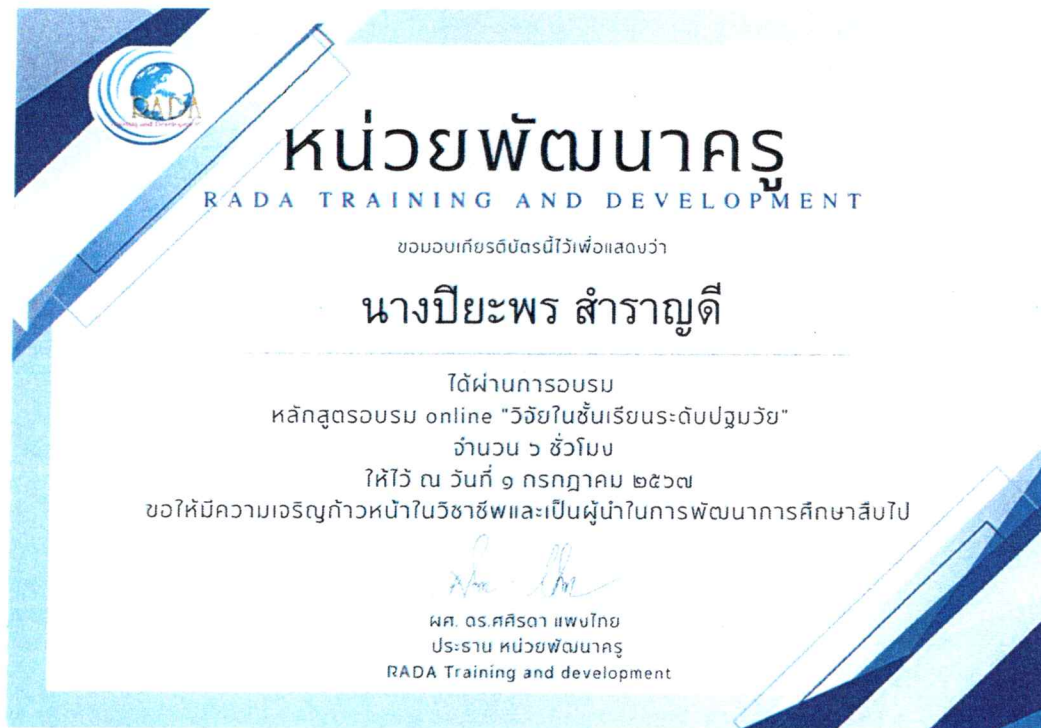 RADA
หน่วยพัฒนาครู
RADA TRAINING AND DEVELOPMENT
ขอมอบเกียรติบัตรนี้ไว้เพื่อแสดงว่า
นางปิยะพร สำราญดี
ได้ผ่านการอบรม
หลักสูตรอบรม online "วิจัยในชั้นเรียนระดับปฐมวัย"
จำนวน ๖ ชั่วโมง
ให้ไว้ ณ วันที่ ๑ กรกฎาคม ๒๕๖๗
ขอให้มีความเจริญก้าวหน้าในวิชาชีพและเป็นผู้นำในการพัฒนาการศึกษาสืบไป
ผศ. ดร.ศศิรดา แพงไทย
ประธาน หน่วยพัฒนาครู
RADA Training and development